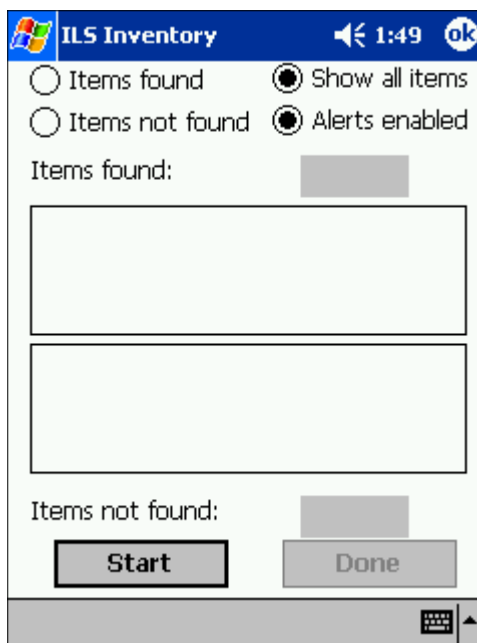 ILS Inventory 1:49 ok
Items found Show all items
Items not found Alerts enabled
Items found:
Items not found:
Start Done